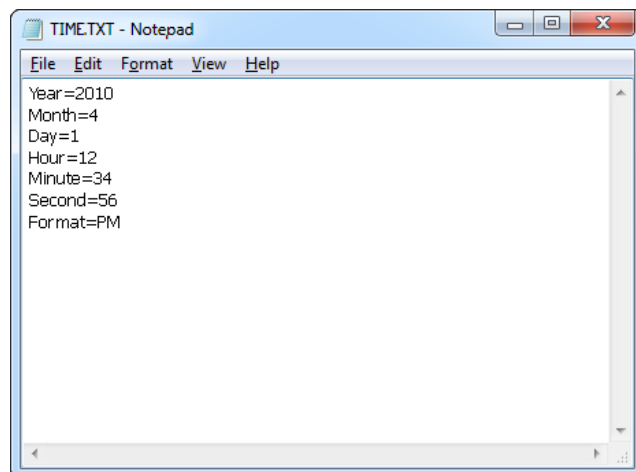 TIME.TXT - Notepad
File Edit Format View Help
Year=2010
Month=4
Day=1
Hour=12
Minute=34
Second=56
Format=PM